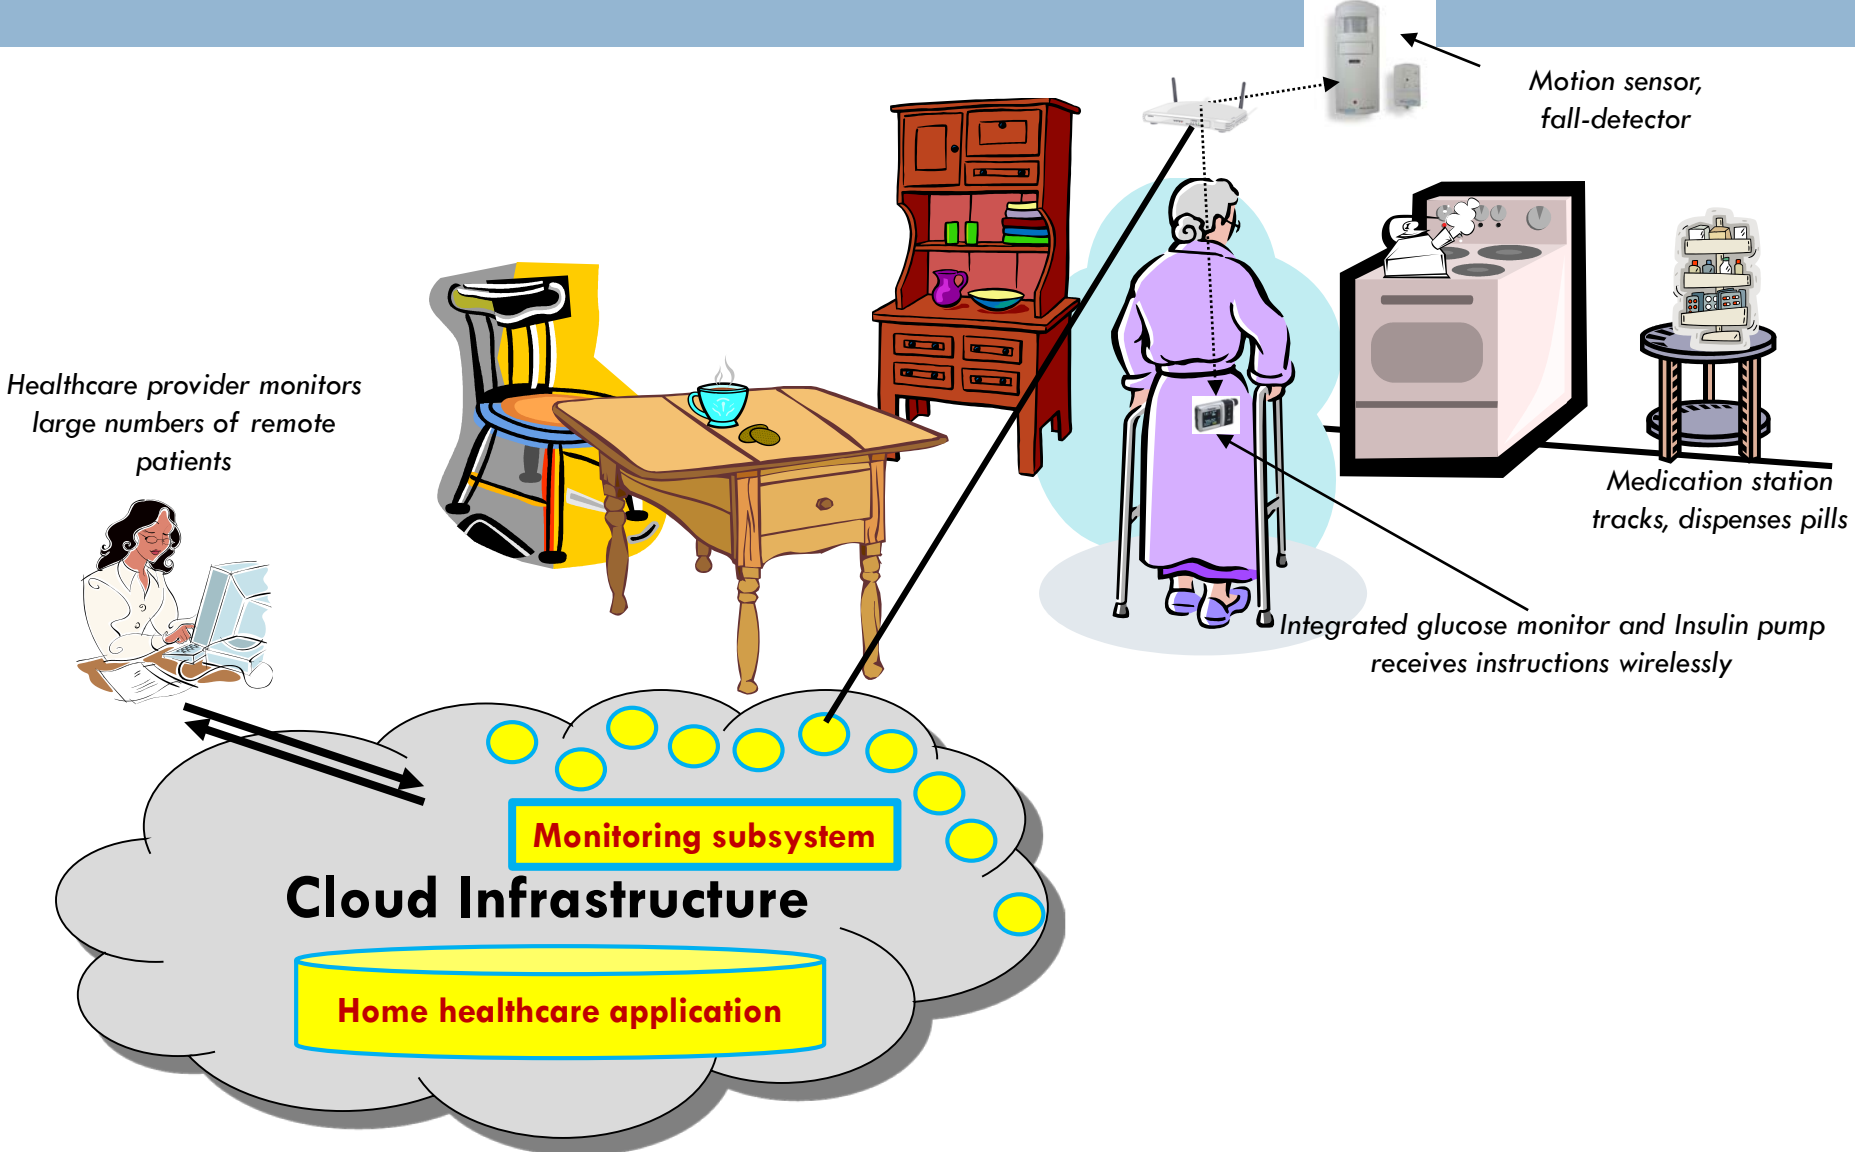 Motion sensor,
fall-detector
Healthcare provider monitors
large numbers of remote
patients
Medication station
tracks, dispenses pills
Integrated glucose monitor and Insulin pump
receives instructions wirelessly
Monitoring subsystem
Cloud Infrastructure
Home healthcare application